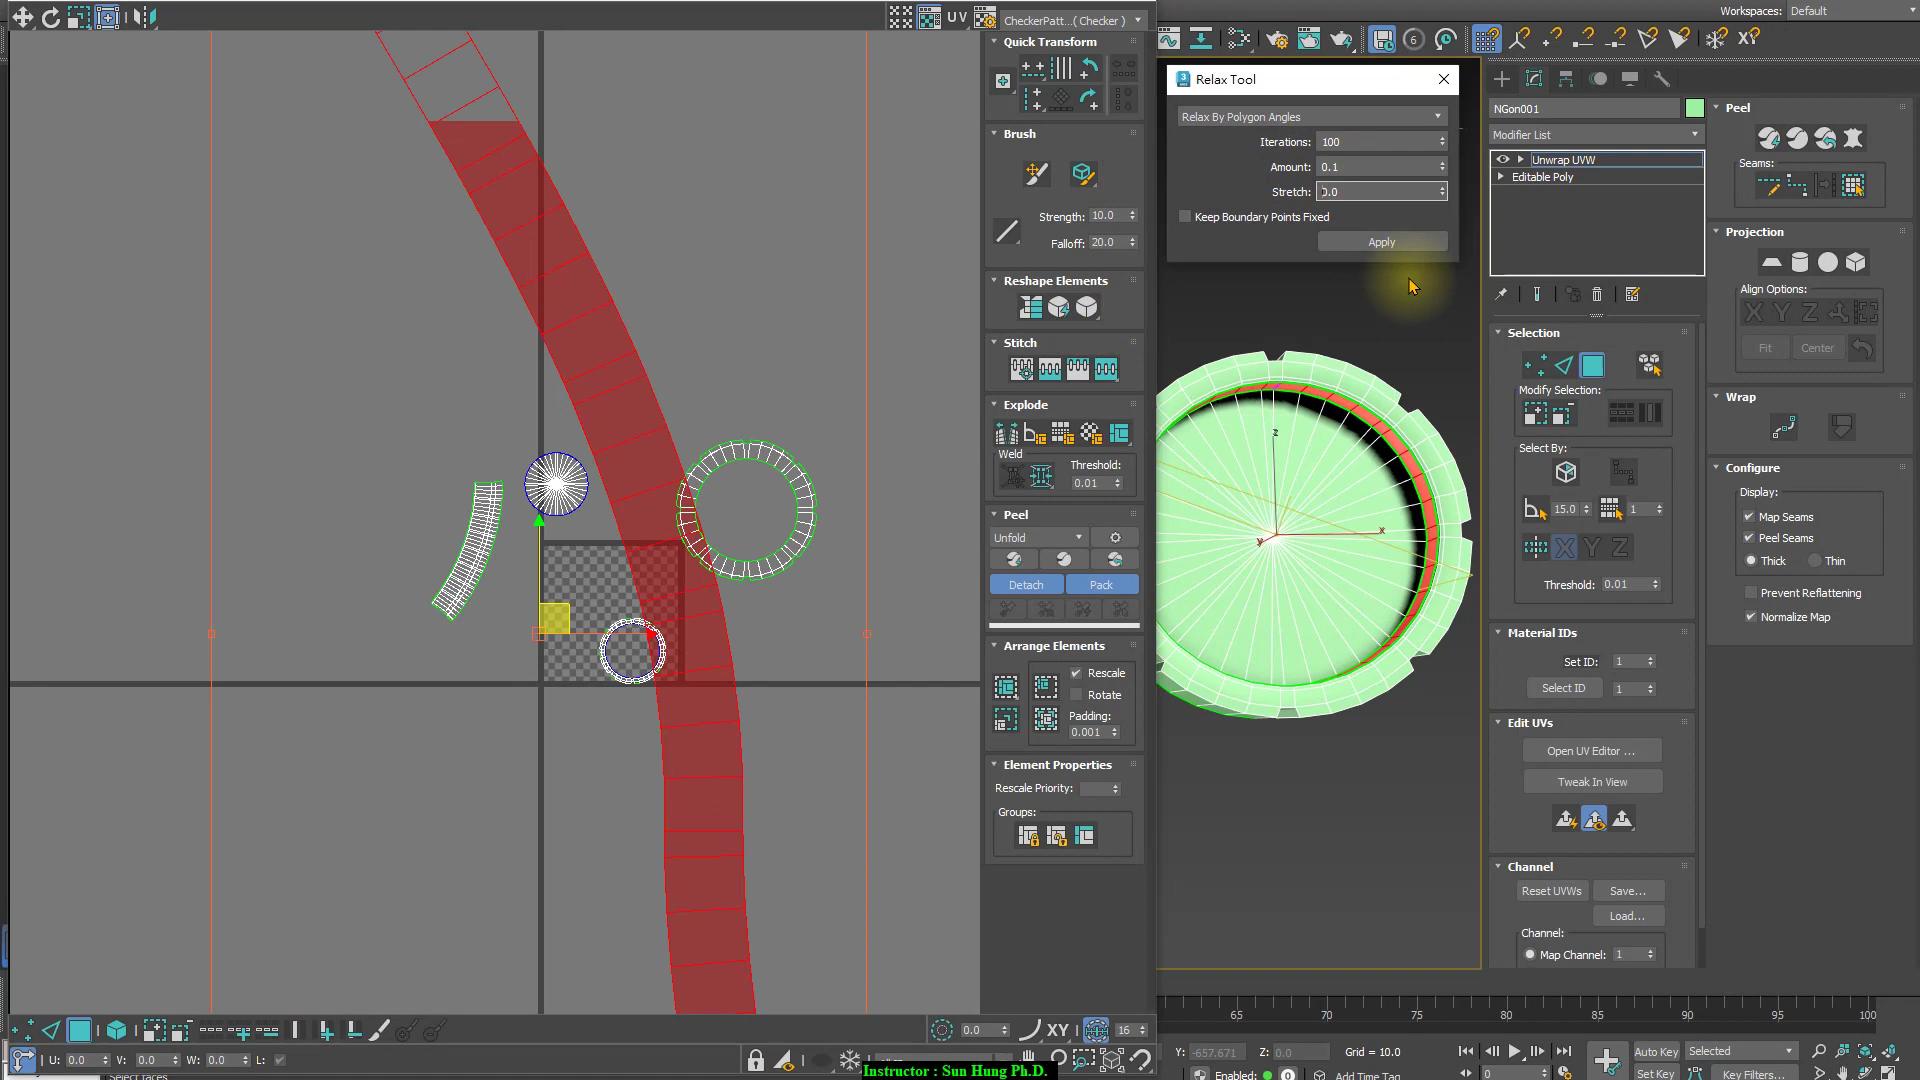 UV
CheckerPatt...( Checker )
Workspaces: Default
Quick Transform
Relax Tool
Relax By Polygon Angles
Iterations: 100
Amount: 0.1
Stretch: 0.0
Keep Boundary Points Fixed
Apply
NGon001
Modifier List
Unwrap UVW
Editable Poly
Peel
Seams:
Projection
Align Options:
X Y Z
Fit Center
Wrap
Configure
Display:
Map Seams
Peel Seams
Thick Thin
Prevent Reflattening
Normalize Map
Brush
Strength: 10.0
Falloff: 20.0
Reshape Elements
Stitch
Explode
Weld Threshold:
0.01
Peel
Unfold
Detach Pack
Arrange Elements
Rescale
Rotate
Padding:
0.001
Element Properties
Rescale Priority:
Groups:
Selection
Modify Selection:
Select By:
15.0 1
X Y Z
Threshold: 0.01
Material IDs
Set ID: 1
Select ID 1
Edit UVs
Open UV Editor ...
Tweak In View
Channel
Reset UVWs Save...
Load...
Channel:
Map Channel: 1
z
x
y
65 70 75 80 85 90 95 100
0.0 XY 16
U: 0.0 V: 0.0 W: 0.0 L:
Y: -657.671 Z: 0.0 Grid = 10.0
Auto Key Selected
Set Key Key Filters...
Enabled: 0 Add Time Tag
0
Select faces
Instructor : Sun Hung Ph.D.